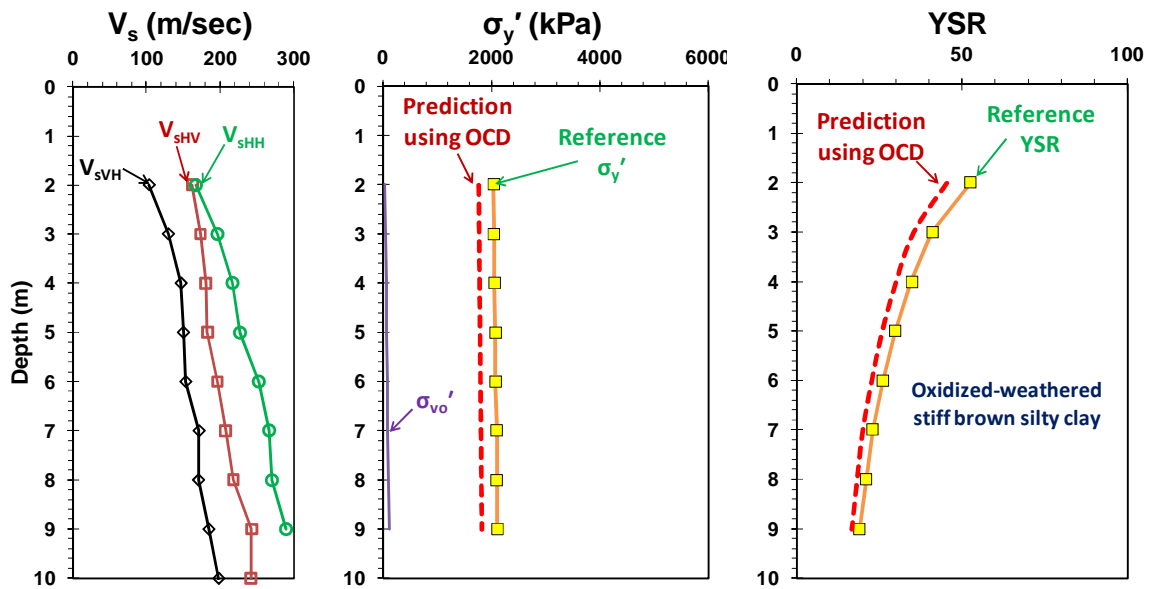 Vs (m/sec)
0 100 200 300
Depth (m)
0
1
2
3
4
5
6
7
8
9
10
VsHV
VsHH
VsVH
σy′ (kPa)
0 2000 4000 6000
0
1
2
3
4
5
6
7
8
9
10
Prediction
using OCD
Reference
σy′
σvo′
YSR
0 50 100
0
1
2
3
4
5
6
7
8
9
10
Prediction
using OCD
Reference
YSR
Oxidized-weathered
stiff brown silty clay